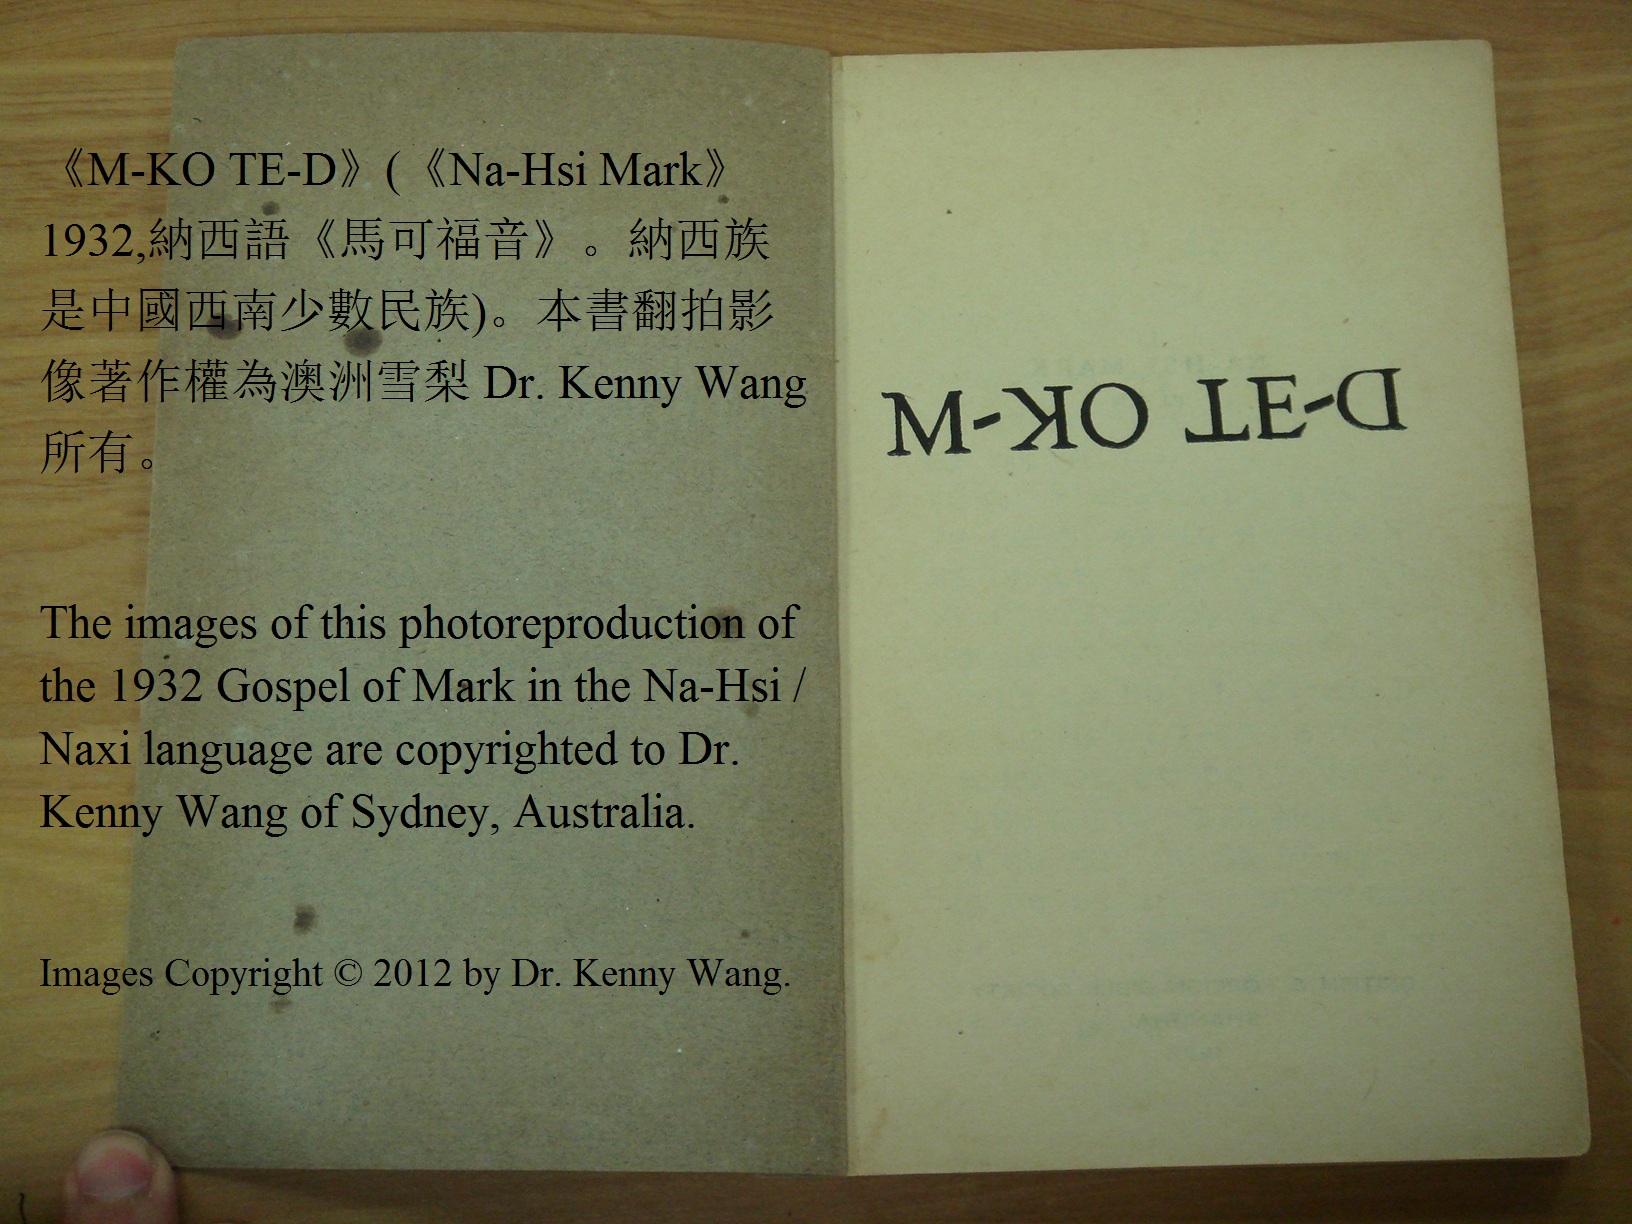 《M-KO TE-D》(《Na-Hsi Mark》
1932,納西語《馬可福音》。納西族
是中國西南少數民族)。本書翻拍影
像著作權為澳洲雪梨 Dr. Kenny Wang
所有。
The images of this photoreproduction of
the 1932 Gospel of Mark in the Na-Hsi /
Naxi language are copyrighted to Dr.
Kenny Wang of Sydney, Australia.
Images Copyright © 2012 by Dr. Kenny Wang.
ꓟ-ꓘꓳ ꓕꓰ-ꓷ